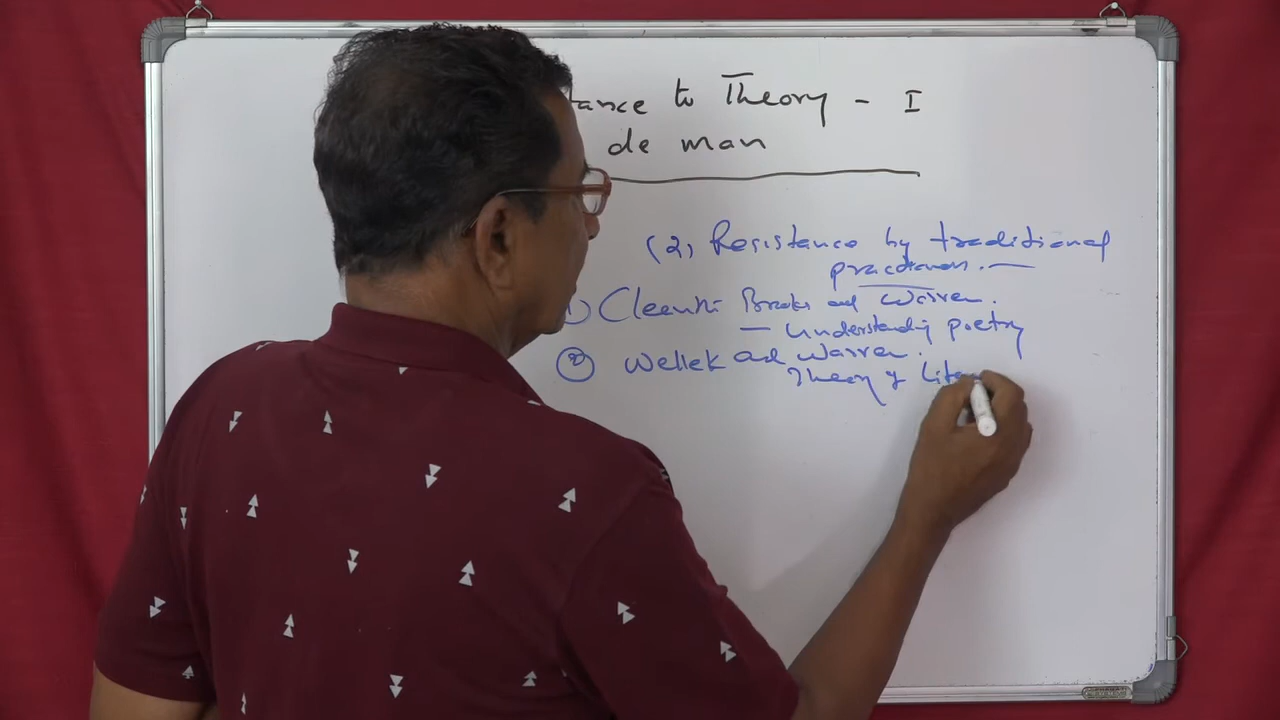 tance to Theory - I
de man
(2) Resistance by traditional
practioners. —
1) Cleenth Brooks and Warren.
— Understanding poetry
② Wellek and Warren.
Theory of Lite